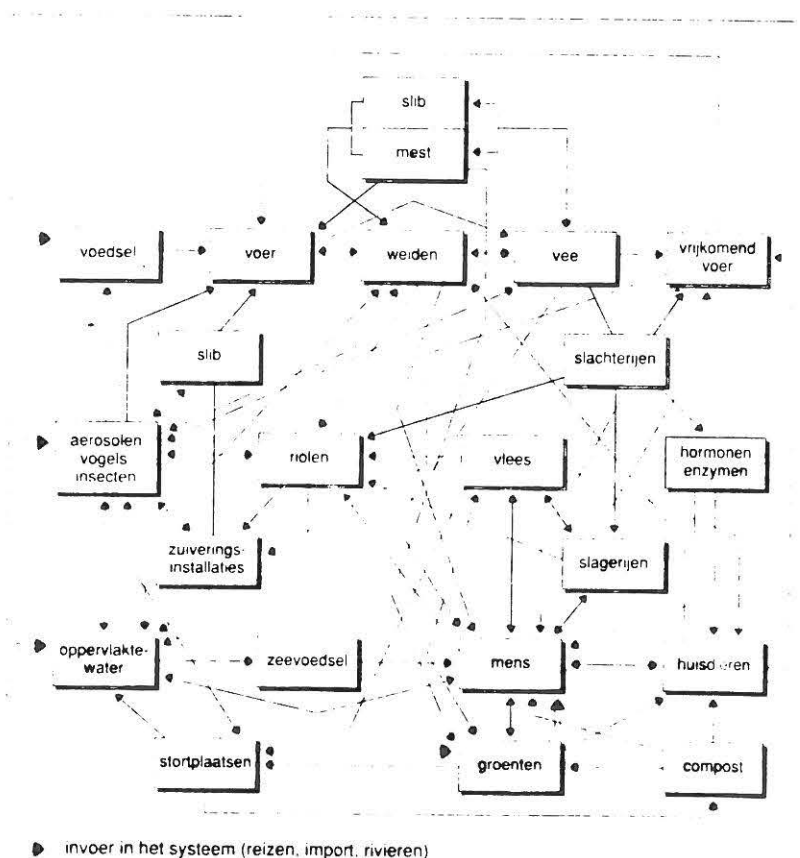 slib
mest
voedsel
voer
weiden
vee
vrijkomend
voer
slib
slachterijen
aerosolen
vogels
insecten
riolen
vlees
hormonen
enzymen
zuiverings-
installaties
slagerijen
oppervlakte-
water
zeevoedsel
mens
huisdieren
stortplaatsen
groenten
compost
invoer in het systeem (reizen, import, rivieren)